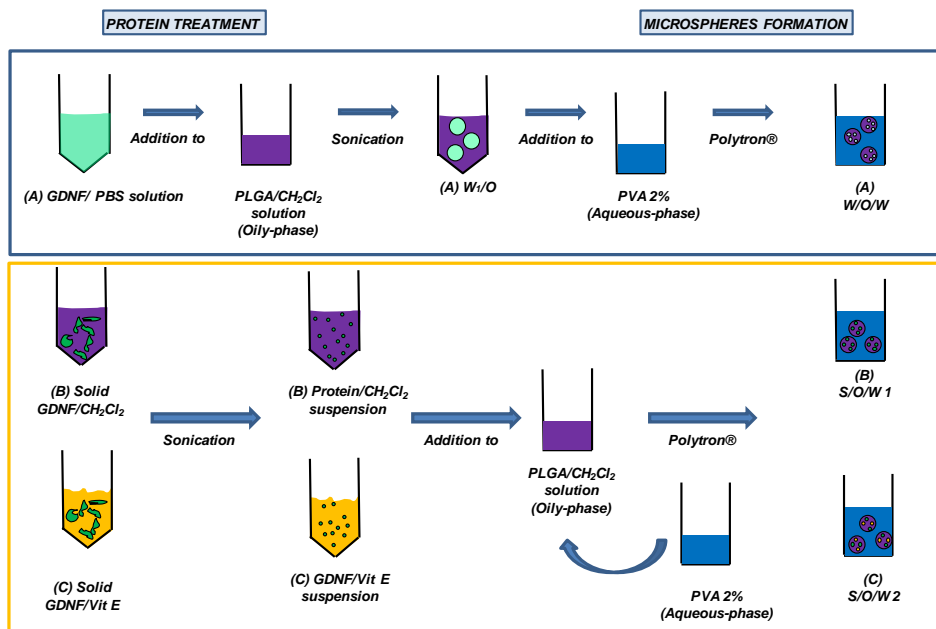 PROTEIN TREATMENT
MICROSPHERES FORMATION
Addition to
Sonication
Addition to
Polytron®
(A) GDNF/ PBS solution
PLGA/CH₂Cl₂
solution
(Oily-phase)
(A) W₁/O
PVA 2%
(Aqueous-phase)
(A)
W/O/W
(B) Solid
GDNF/CH₂Cl₂
(B) Protein/CH₂Cl₂
suspension
(B)
S/O/W 1
Sonication
Addition to
Polytron®
PLGA/CH₂Cl₂
solution
(Oily-phase)
(C) Solid
GDNF/Vit E
(C) GDNF/Vit E
suspension
PVA 2%
(Aqueous-phase)
(C)
S/O/W 2